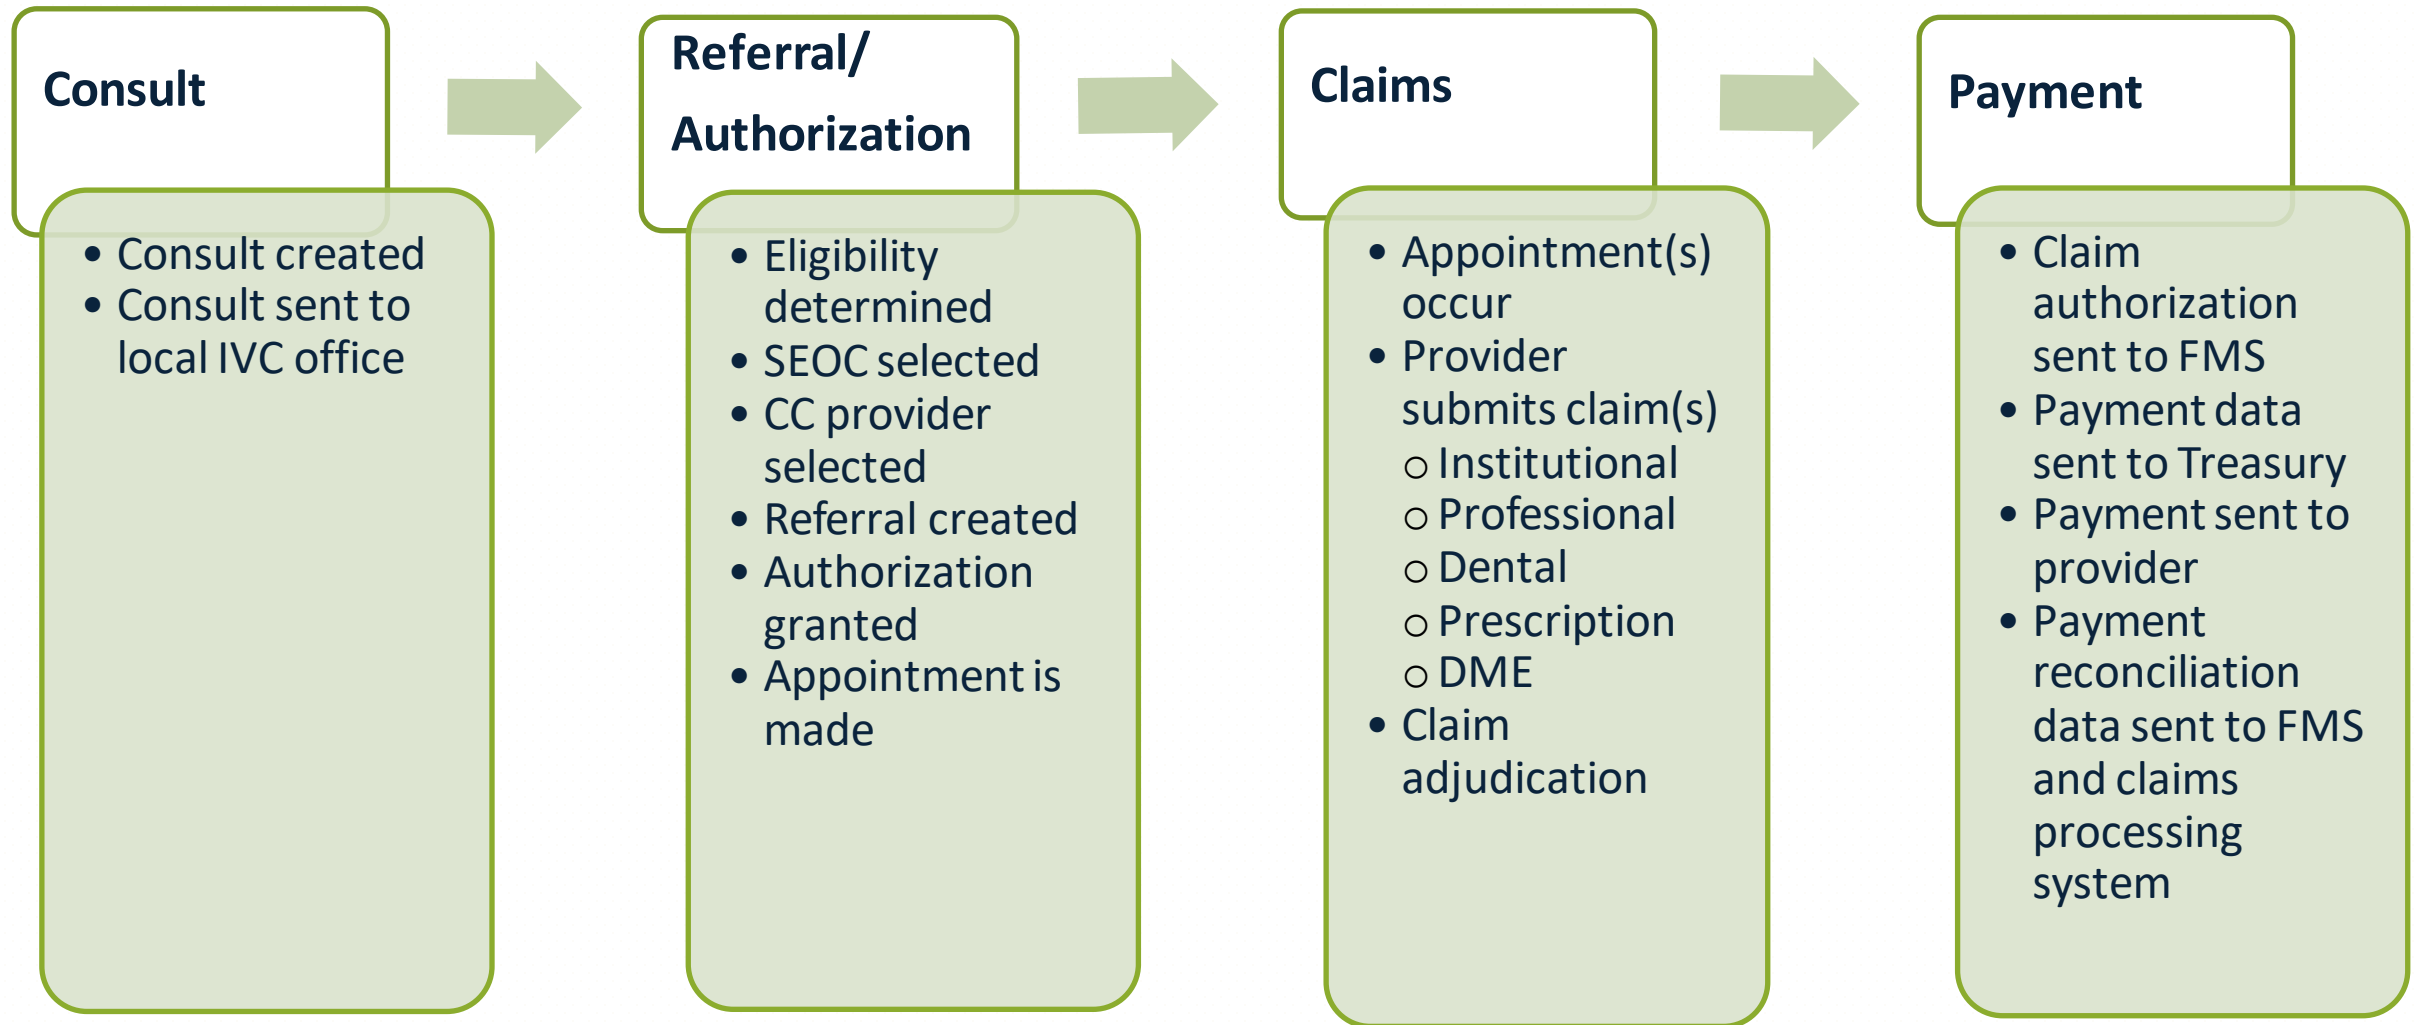 Consult
• Consult created
• Consult sent to
local IVC office
Referral/
Authorization
• Eligibility
determined
• SEOC selected
• CC provider
selected
• Referral created
• Authorization
granted
• Appointment is
made
Claims
• Appointment(s)
occur
• Provider
submits claim(s)
o Institutional
o Professional
o Dental
o Prescription
o DME
• Claim
adjudication
Payment
• Claim
authorization
sent to FMS
• Payment data
sent to Treasury
• Payment sent to
provider
• Payment
reconciliation
data sent to FMS
and claims
processing
system